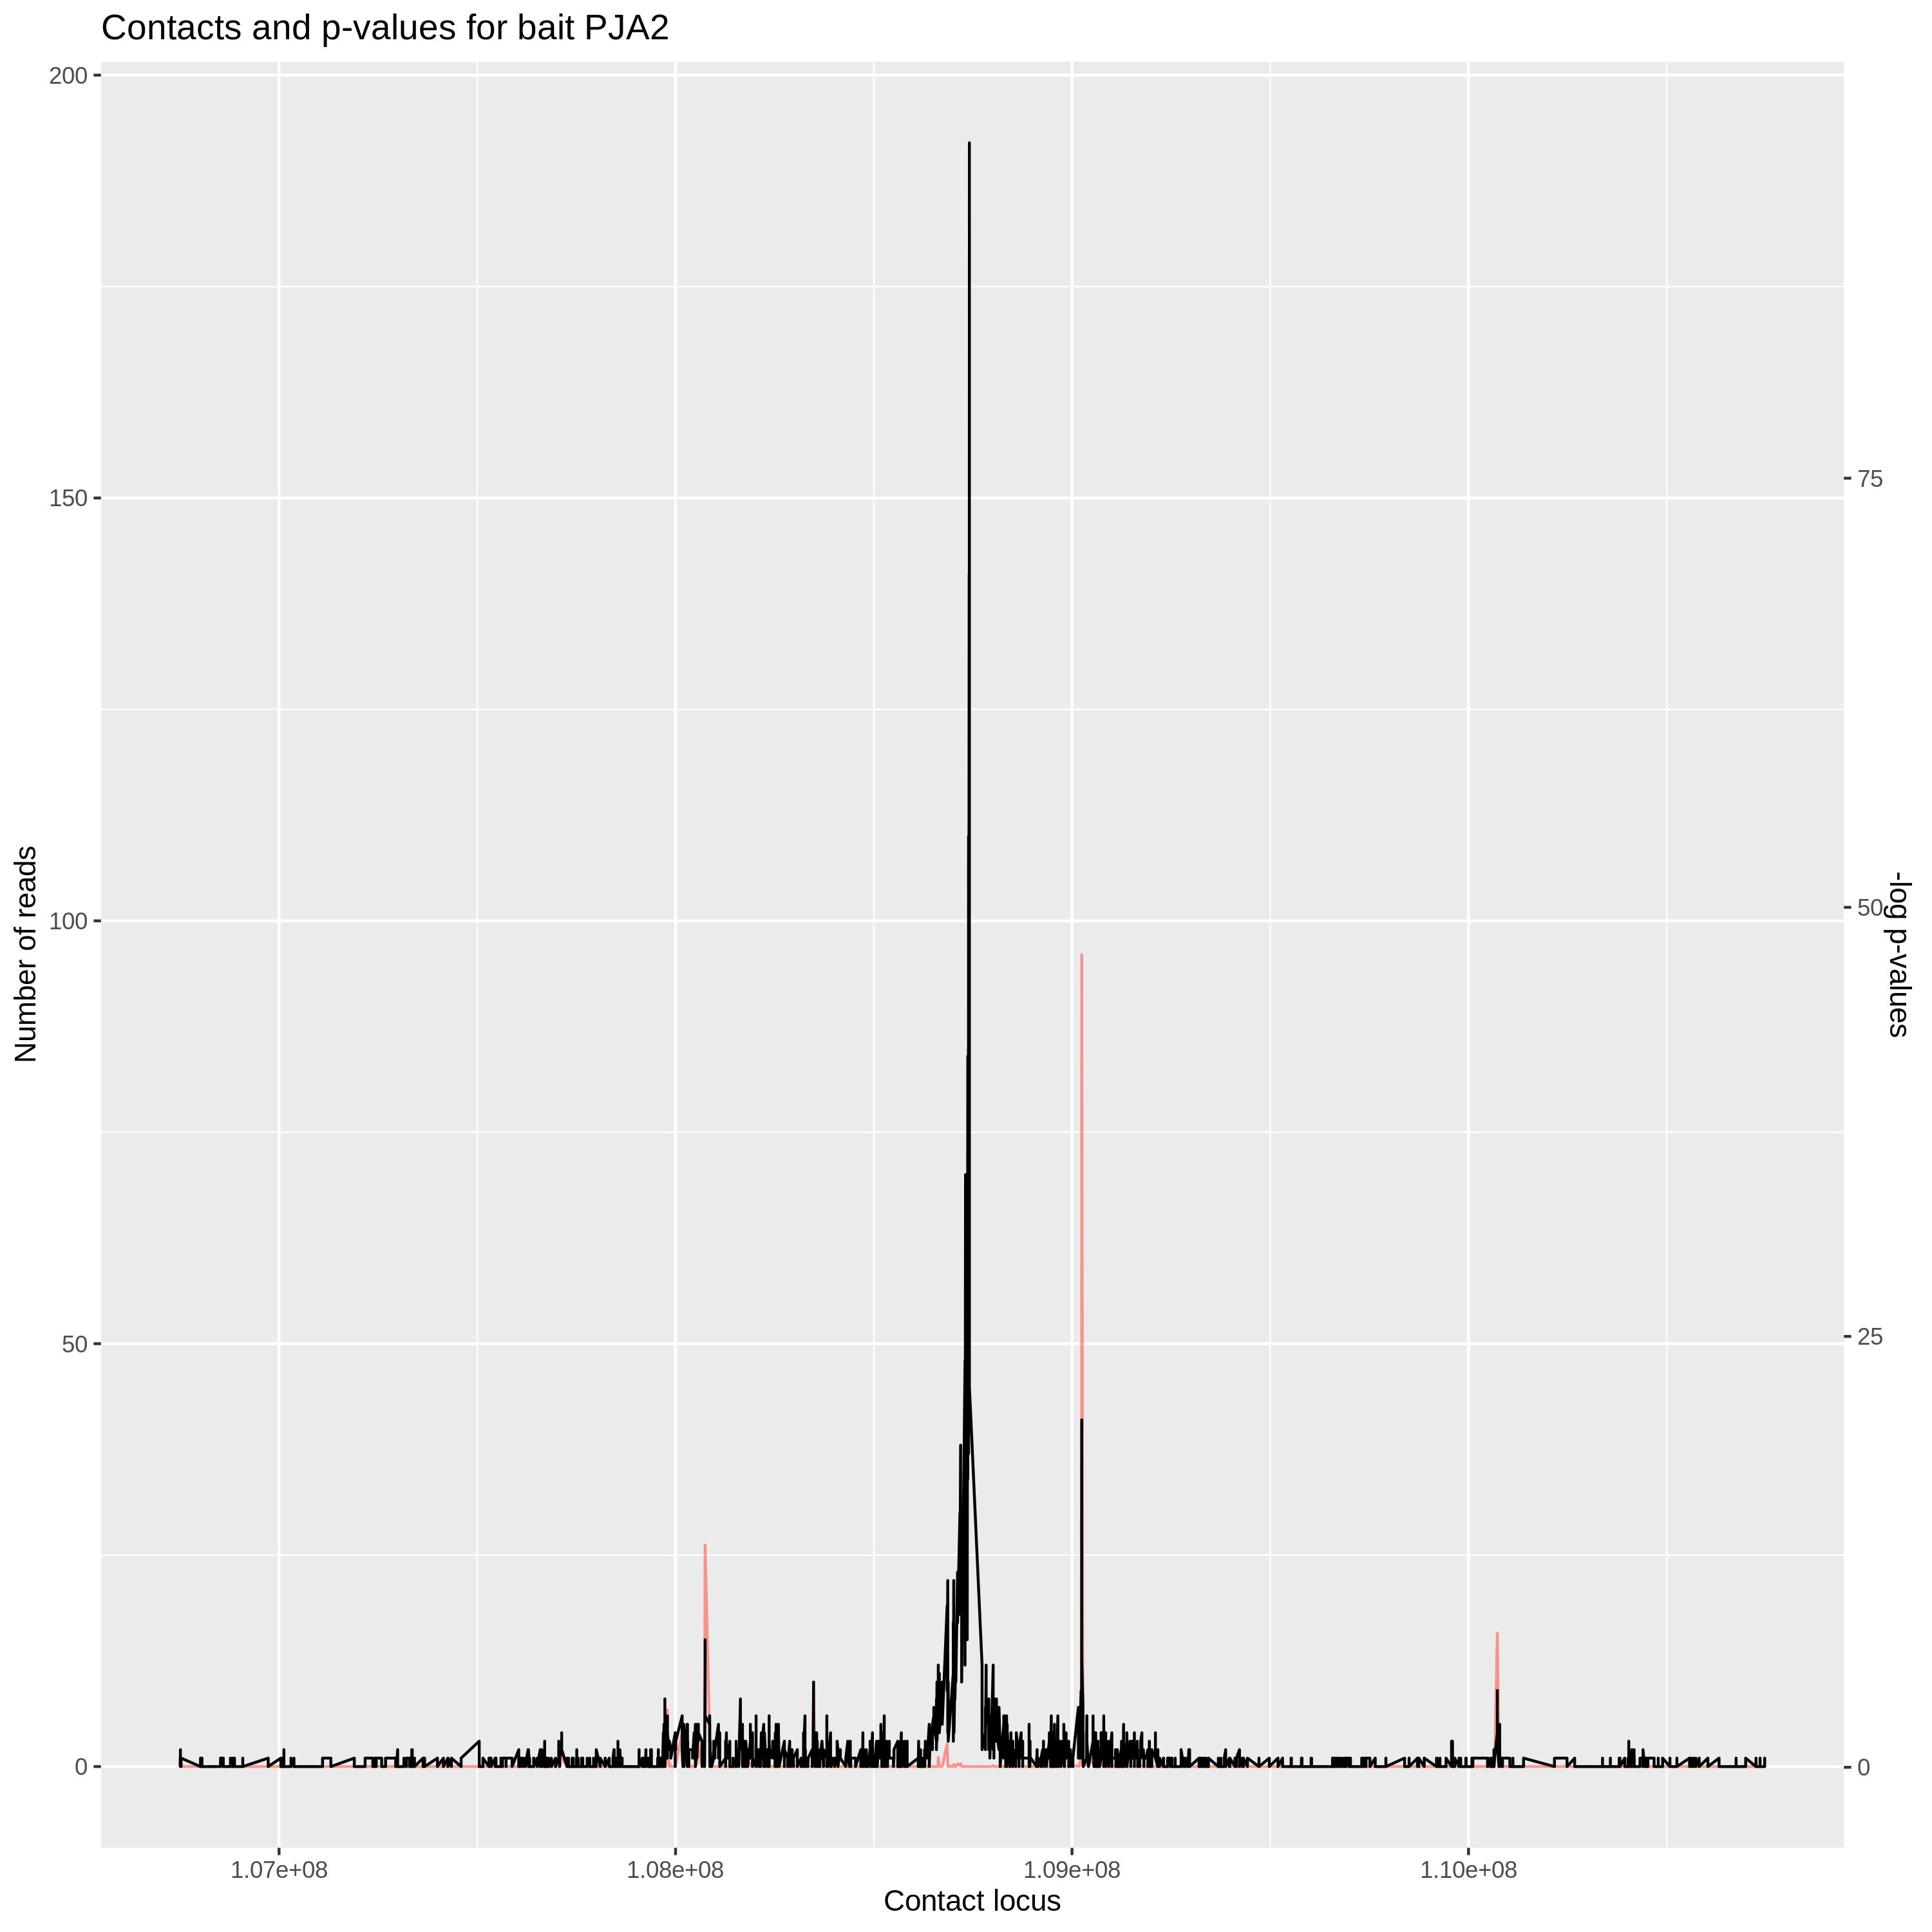 Contacts and p-values for bait PJA2
200
150
100
50
0
Number of reads
75
50
25
0
-log p-values
1.07e+08
1.08e+08
1.09e+08
1.10e+08
Contact locus